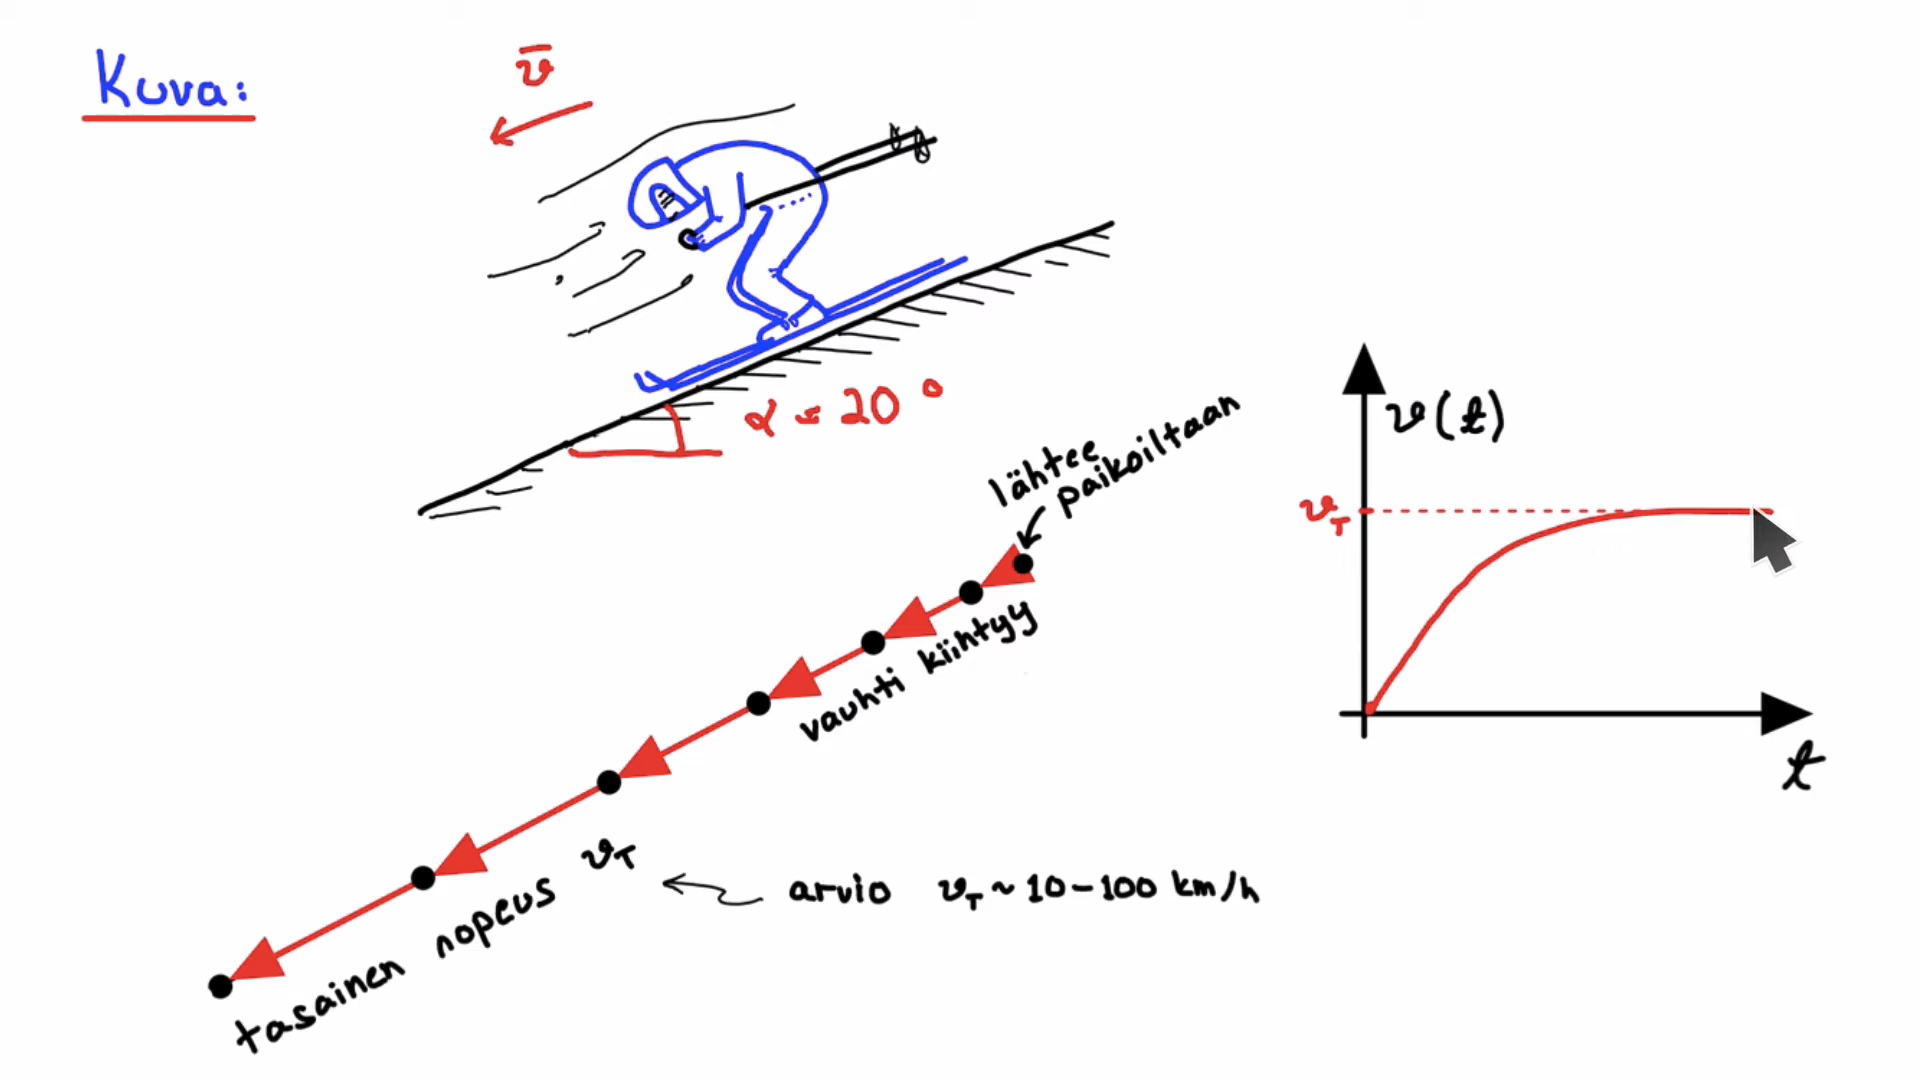 Kuva:
v̄
α = 20°
lähtee
paikoiltaan
v(t)
v_T
t
vauhti kiihtyy
tasainen nopeus v_T
arvio v_T ~ 10–100 km/h